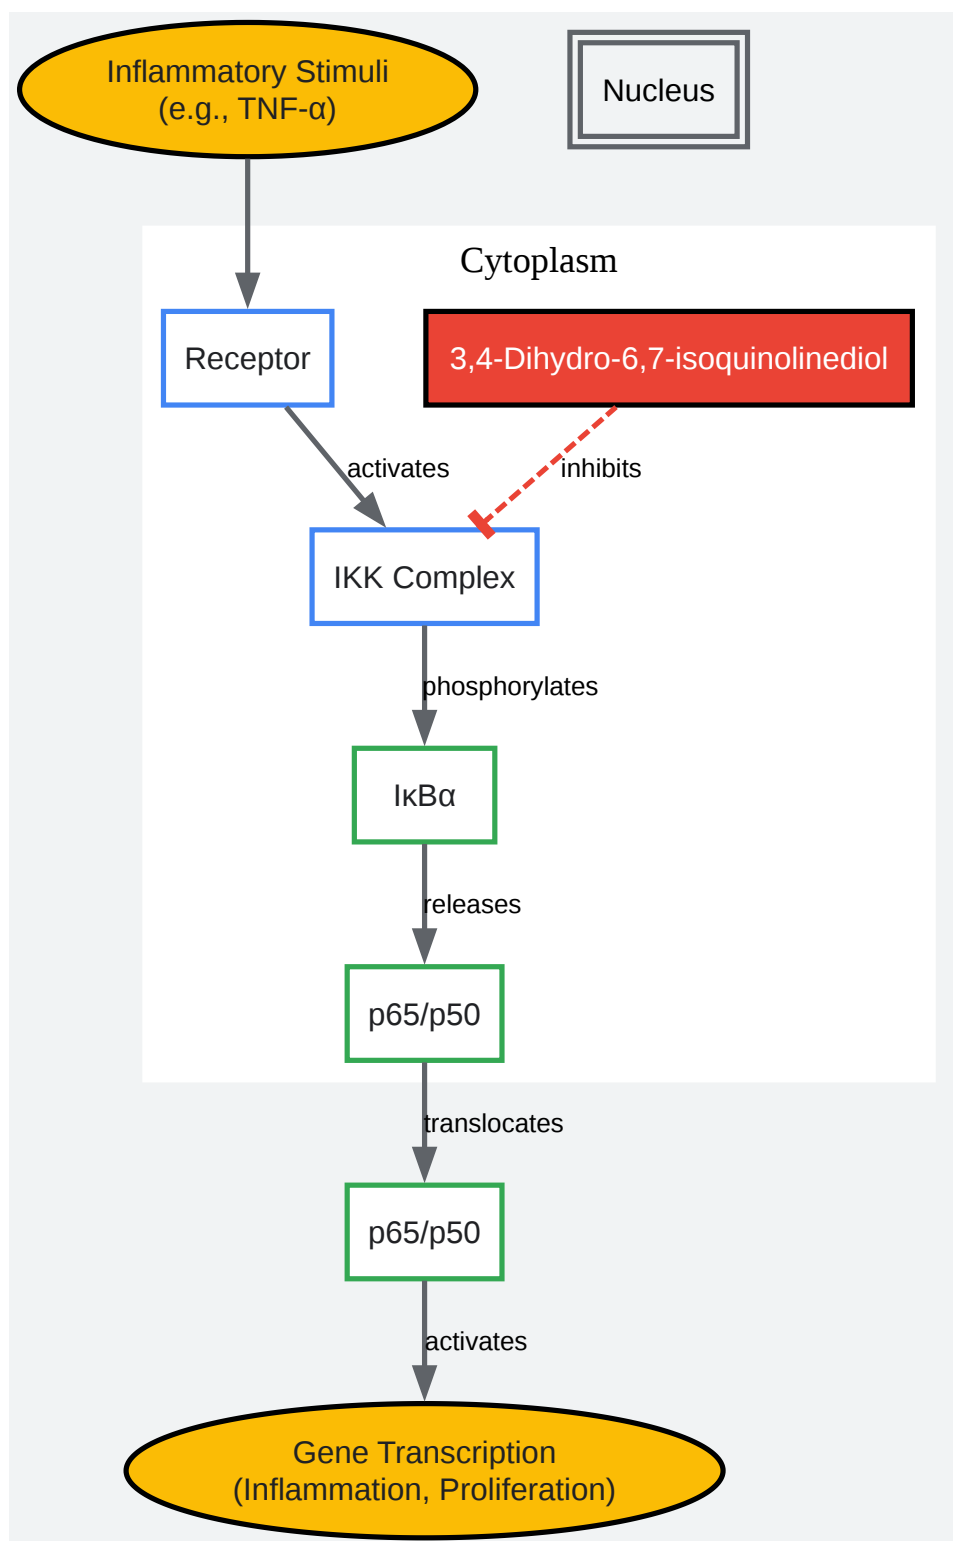 Inflammatory Stimuli
(e.g., TNF-α)
Nucleus
Cytoplasm
Receptor
3,4-Dihydro-6,7-isoquinolinediol
activates
inhibits
IKK Complex
phosphorylates
IκBα
releases
p65/p50
translocates
p65/p50
activates
Gene Transcription
(Inflammation, Proliferation)